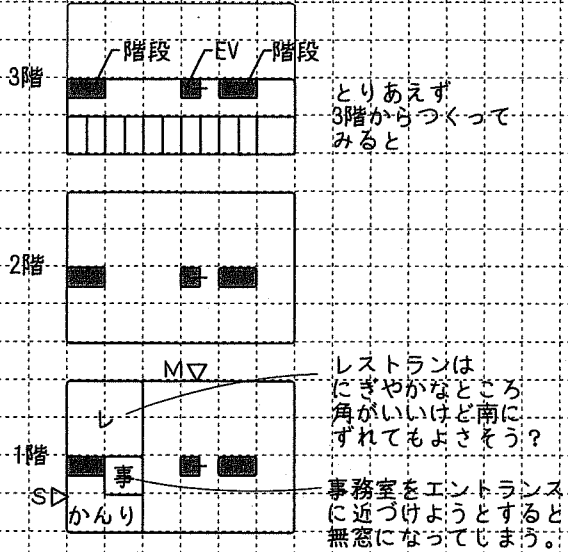 階段
EV
階段
3階
とりあえず
3階からつくって
みると
2階
M
レストランは
にぎやかなところ
角がいいけど南に
ずれてもよさそう?
レ
1階
事
S
かんり
事務室をエントランス
に近づけようとすると
無窓になってしまう。